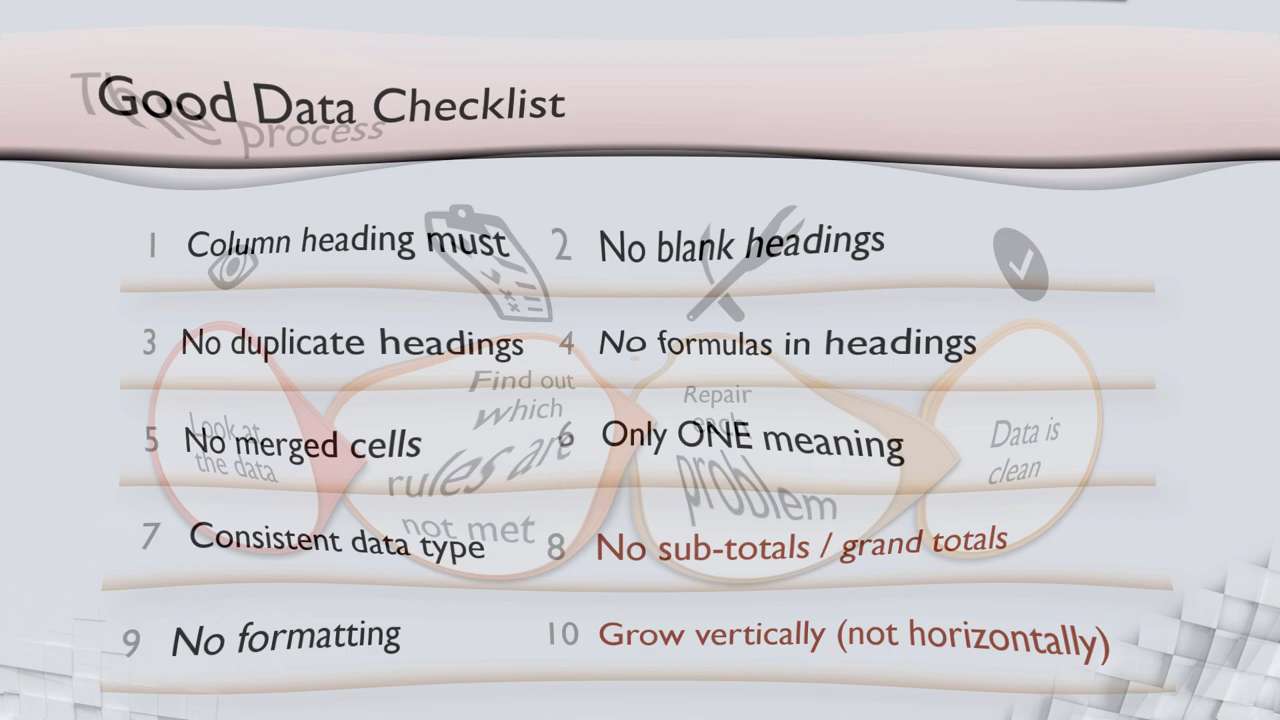 The process
Good Data Checklist
1 Column heading must
2 No blank headings
3 No duplicate headings
4 No formulas in headings
5 No merged cells
6 Only ONE meaning
7 Consistent data type
8 No sub-totals / grand totals
9 No formatting
10 Grow vertically (not horizontally)
Look at
the data
Find out
which
rules are
not met
Repair
each
problem
Data is
clean